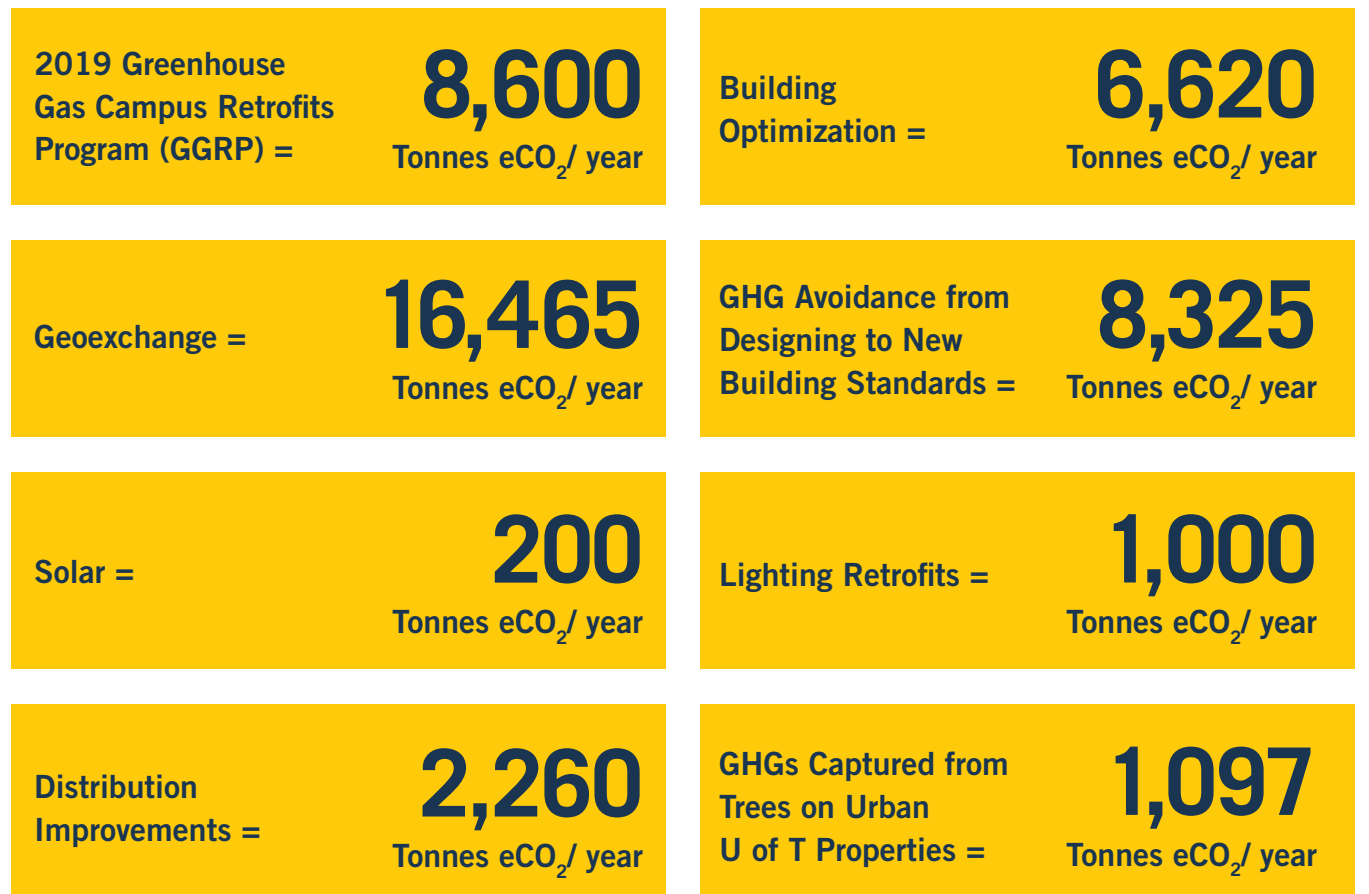 2019 Greenhouse
Gas Campus Retrofits
Program (GGRP) =
8,600
Tonnes eCO₂/ year
Building
Optimization =
6,620
Tonnes eCO₂/ year
Geoexchange =
16,465
Tonnes eCO₂/ year
GHG Avoidance from
Designing to New
Building Standards =
8,325
Tonnes eCO₂/ year
Solar =
200
Tonnes eCO₂/ year
Lighting Retrofits =
1,000
Tonnes eCO₂/ year
Distribution
Improvements =
2,260
Tonnes eCO₂/ year
GHGs Captured from
Trees on Urban
U of T Properties =
1,097
Tonnes eCO₂/ year